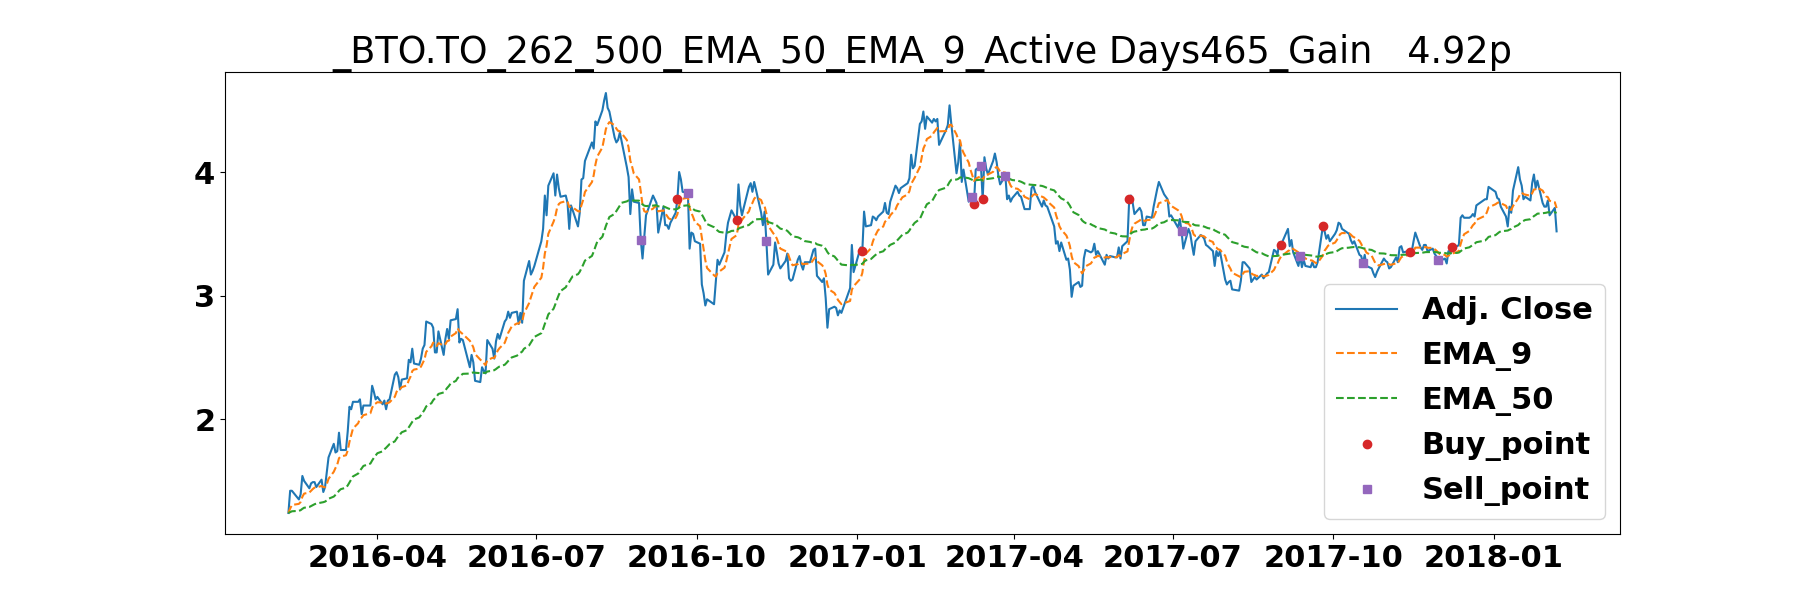 _BTO.TO_262_500_EMA_50_EMA_9_Active Days465_Gain   4.92p
4
3
2
Adj. Close
EMA_9
EMA_50
Buy_point
Sell_point
2016-04 2016-07 2016-10 2017-01 2017-04 2017-07 2017-10 2018-01